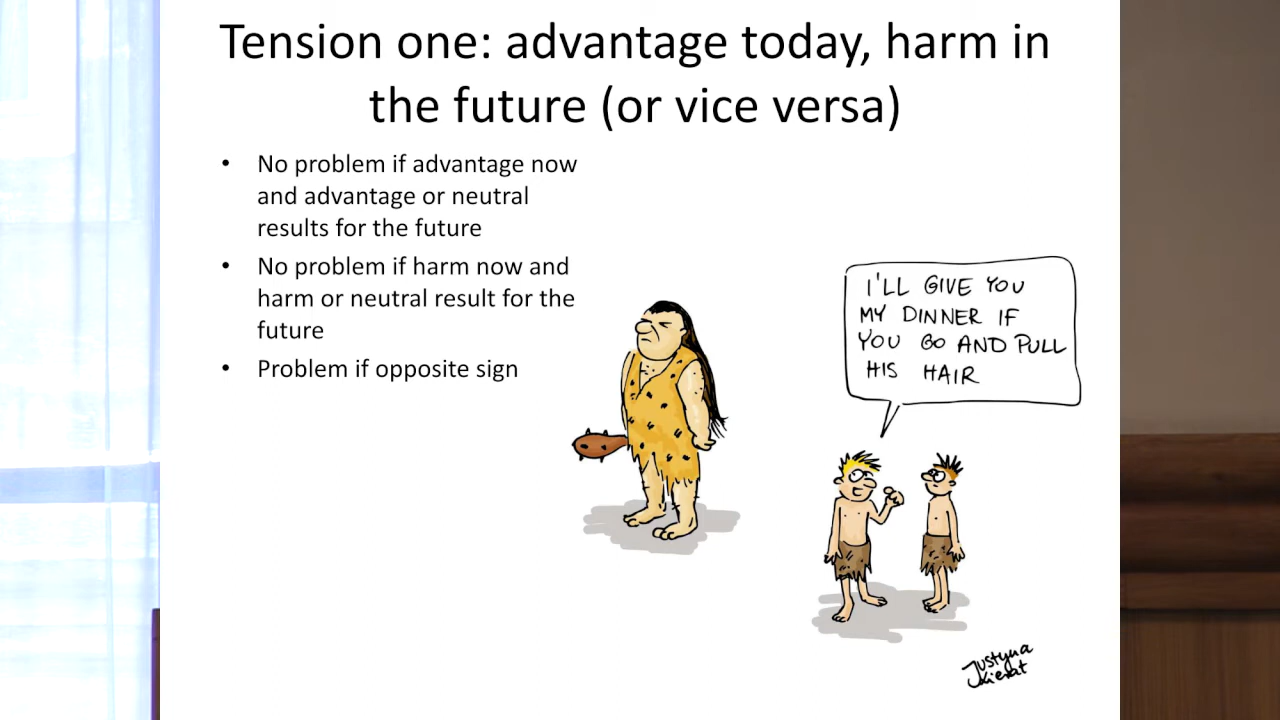 Tension one: advantage today, harm in
the future (or vice versa)
• No problem if advantage now
and advantage or neutral
results for the future
• No problem if harm now and
harm or neutral result for the
future
• Problem if opposite sign
I'LL GIVE YOU
MY DINNER IF
YOU GO AND PULL
HIS HAIR
Justyna
Kierat